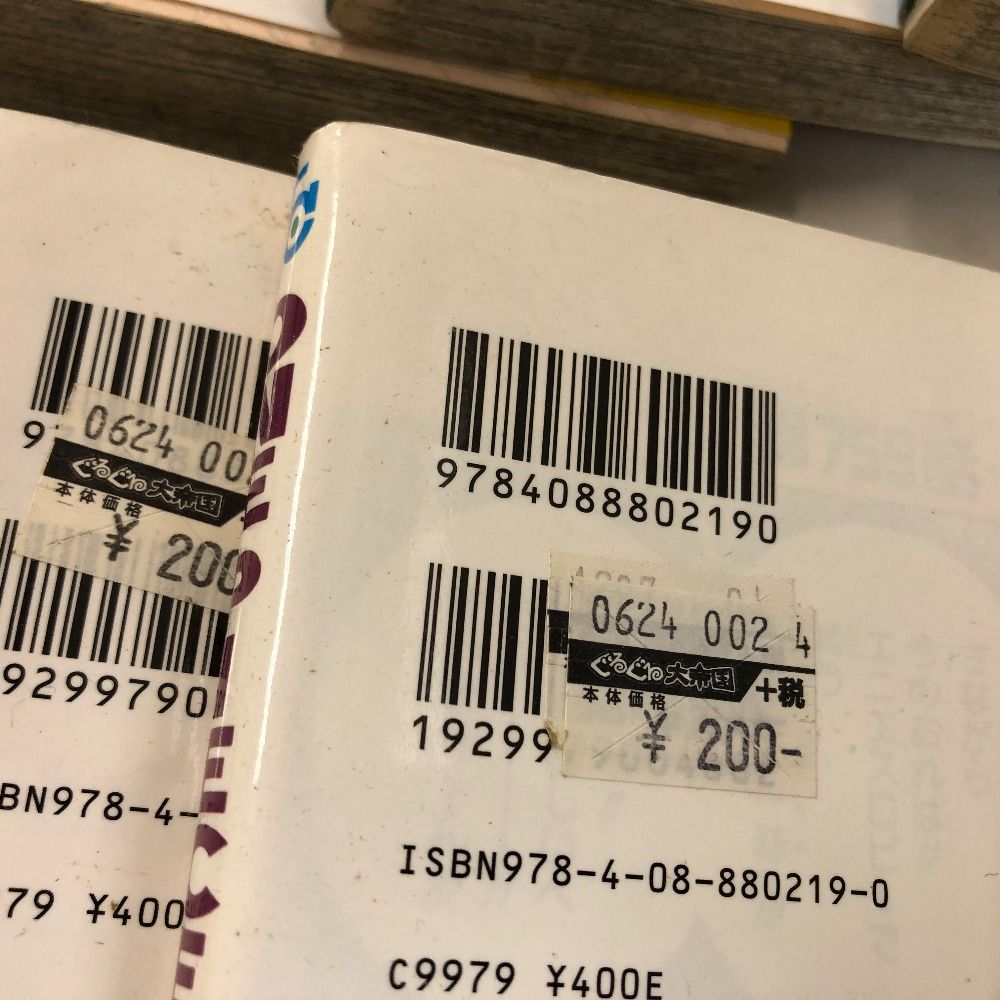 9
0624 00
ぐるぐる大帝国
本体価格
¥ 200
9299790
BN978-4-
79 ¥400
9784088802190
0624 002 4
ぐるぐる大帝国
本体価格
+税
¥ 200-
19299
ISBN978-4-08-880219-0
C9979 ¥400E